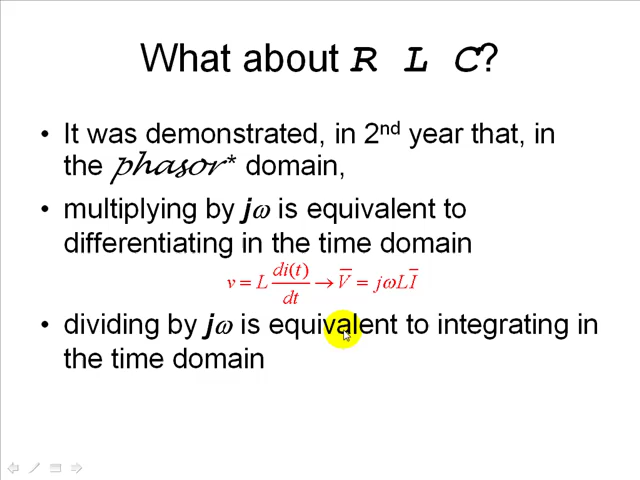 What about R L C?
• It was demonstrated, in 2nd year that, in
the phasor* domain,
• multiplying by jω is equivalent to
differentiating in the time domain
v = L di(t)/dt → V̅ = jωLI̅
• dividing by jω is equivalent to integrating in
the time domain